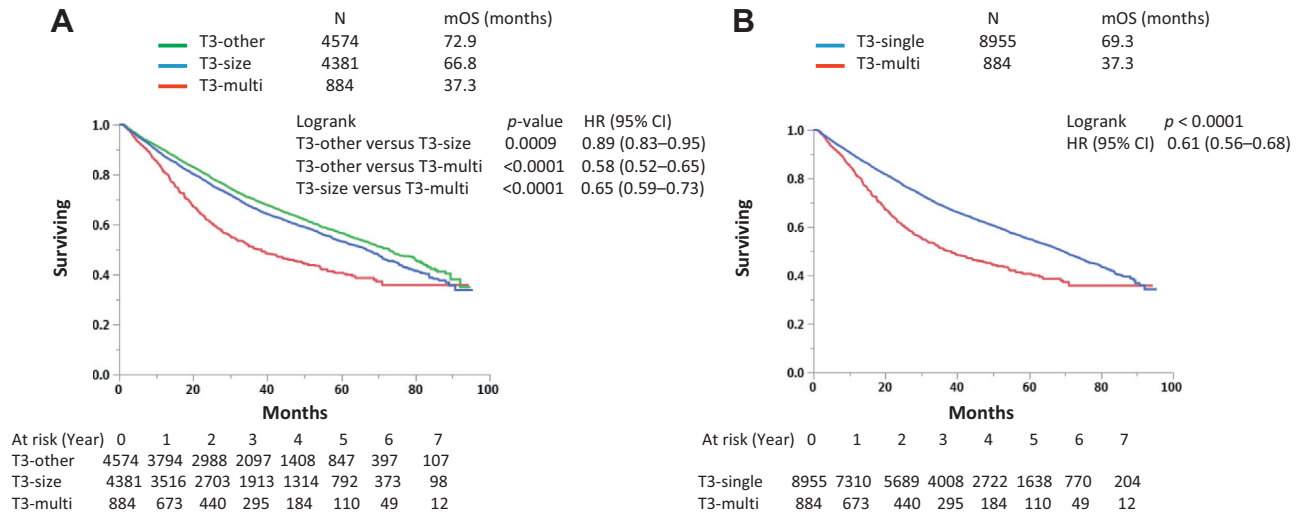 A
N mOS (months)
T3-other 4574 72.9
T3-size 4381 66.8
T3-multi 884 37.3
Logrank p-value HR (95% CI)
T3-other versus T3-size 0.0009 0.89 (0.83–0.95)
T3-other versus T3-multi <0.0001 0.58 (0.52–0.65)
T3-size versus T3-multi <0.0001 0.65 (0.59–0.73)
Surviving
1.0
0.8
0.6
0.4
0.2
0.0
0 20 40 60 80 100
Months
At risk (Year) 0 1 2 3 4 5 6 7
T3-other 4574 3794 2988 2097 1408 847 397 107
T3-size 4381 3516 2703 1913 1314 792 373 98
T3-multi 884 673 440 295 184 110 49 12
B
N mOS (months)
T3-single 8955 69.3
T3-multi 884 37.3
Logrank p < 0.0001
HR (95% CI) 0.61 (0.56–0.68)
Surviving
1.0
0.8
0.6
0.4
0.2
0.0
0 20 40 60 80 100
Months
At risk (Year) 0 1 2 3 4 5 6 7
T3-single 8955 7310 5689 4008 2722 1638 770 204
T3-multi 884 673 440 295 184 110 49 12